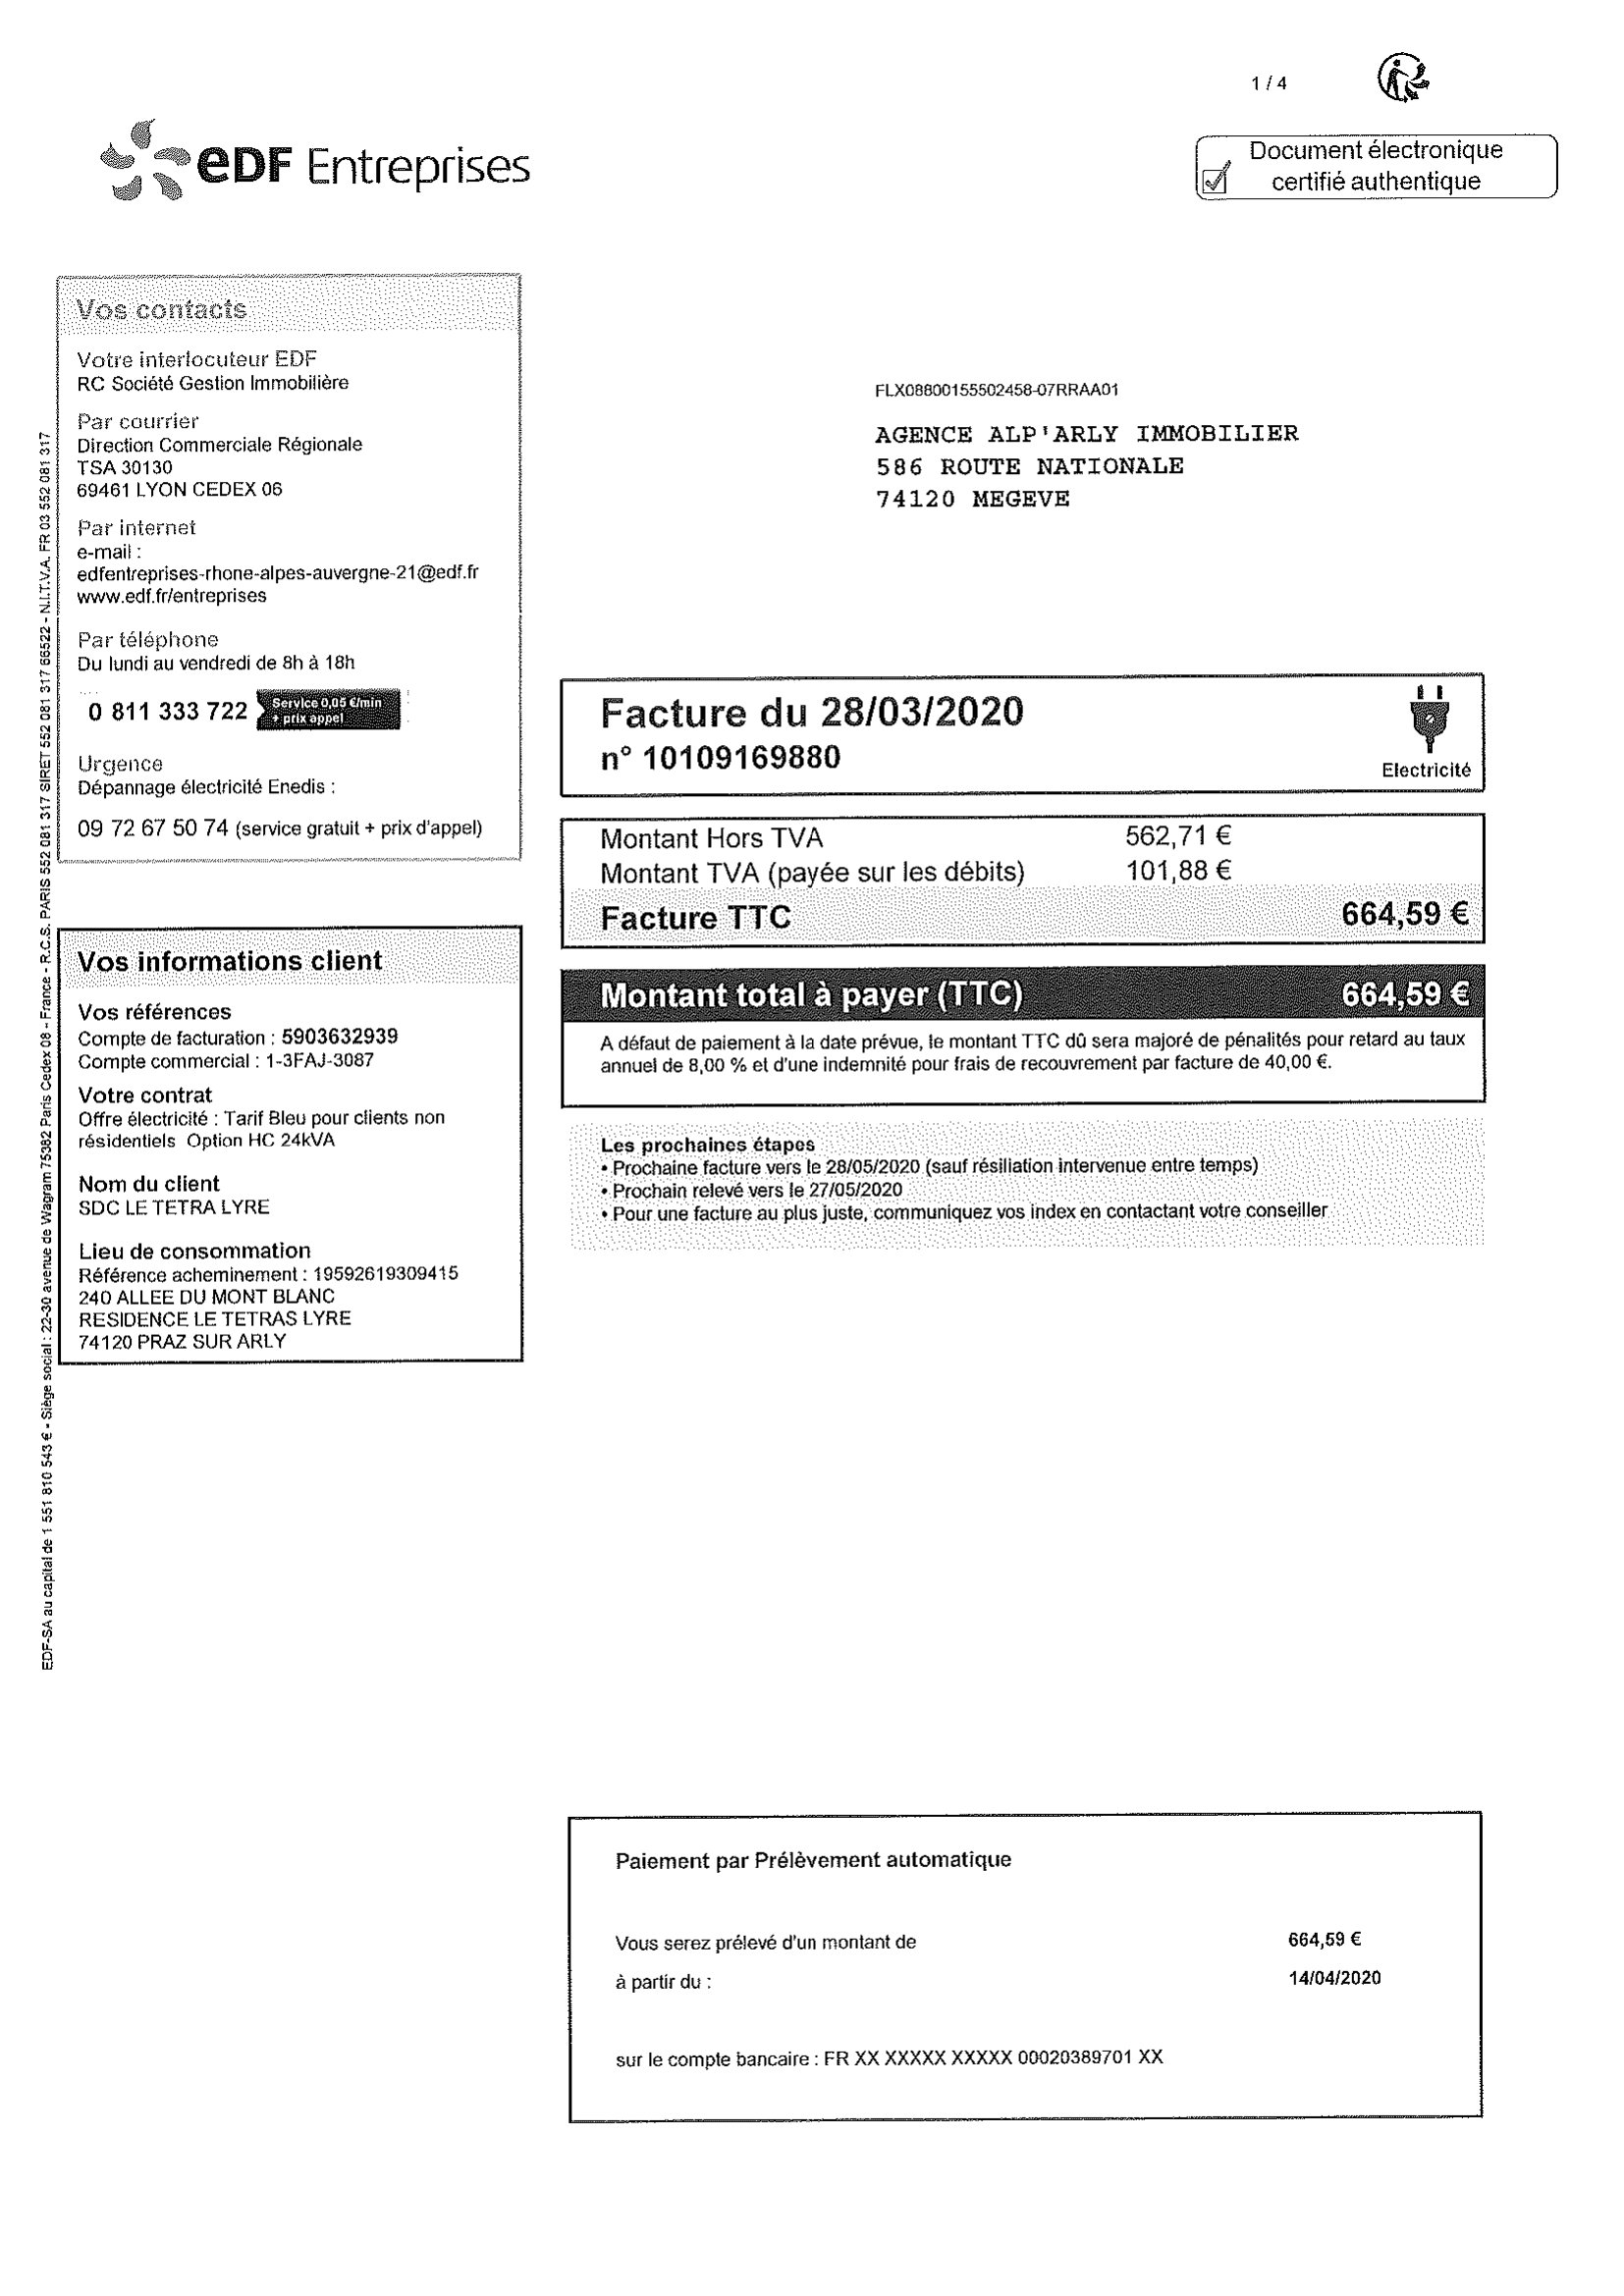 1 / 4
eDF Entreprises
Document électronique
certifié authentique
Vos contacts
Votre interlocuteur EDF
RC Société Gestion Immobilière
Par courrier
Direction Commerciale Régionale
TSA 30130
69461 LYON CEDEX 06
Par internet
e-mail :
edfentreprises-rhone-alpes-auvergne-21@edf.fr
www.edf.fr/entreprises
Par téléphone
Du lundi au vendredi de 8h à 18h
0 811 333 722
Service 0,05 €/min
+ prix appel
Urgence
Dépannage électricité Enedis :
09 72 67 50 74 (service gratuit + prix d'appel)
FLX08800155502458-07RRAA01
AGENCE ALP'ARLY IMMOBILIER
586 ROUTE NATIONALE
74120 MEGEVE
Facture du 28/03/2020
n° 10109169880
Electricité
Montant Hors TVA 562,71 €
Montant TVA (payée sur les débits) 101,88 €
Facture TTC 664,59 €
Montant total à payer (TTC) 664,59 €
A défaut de paiement à la date prévue, le montant TTC dû sera majoré de pénalités pour retard au taux
annuel de 8,00 % et d'une indemnité pour frais de recouvrement par facture de 40,00 €.
Les prochaines étapes
• Prochaine facture vers le 28/05/2020 (sauf résiliation intervenue entre temps)
• Prochain relevé vers le 27/05/2020
• Pour une facture au plus juste, communiquez vos index en contactant votre conseiller
Vos informations client
Vos références
Compte de facturation : 5903632939
Compte commercial : 1-3FAJ-3087
Votre contrat
Offre électricité : Tarif Bleu pour clients non
résidentiels Option HC 24kVA
Nom du client
SDC LE TETRA LYRE
Lieu de consommation
Référence acheminement : 19592619309415
240 ALLEE DU MONT BLANC
RESIDENCE LE TETRAS LYRE
74120 PRAZ SUR ARLY
EDF-SA au capital de 1 551 810 543 € - Siège social : 22-30 avenue de Wagram 75382 Paris Cedex 08 - France - R.C.S. PARIS 552 081 317 SIRET 552 081 317 66522 - N.I.T.V.A. FR 03 552 081 317
Paiement par Prélèvement automatique
Vous serez prélevé d'un montant de 664,59 €
à partir du : 14/04/2020
sur le compte bancaire : FR XX XXXXX XXXXX 00020389701 XX